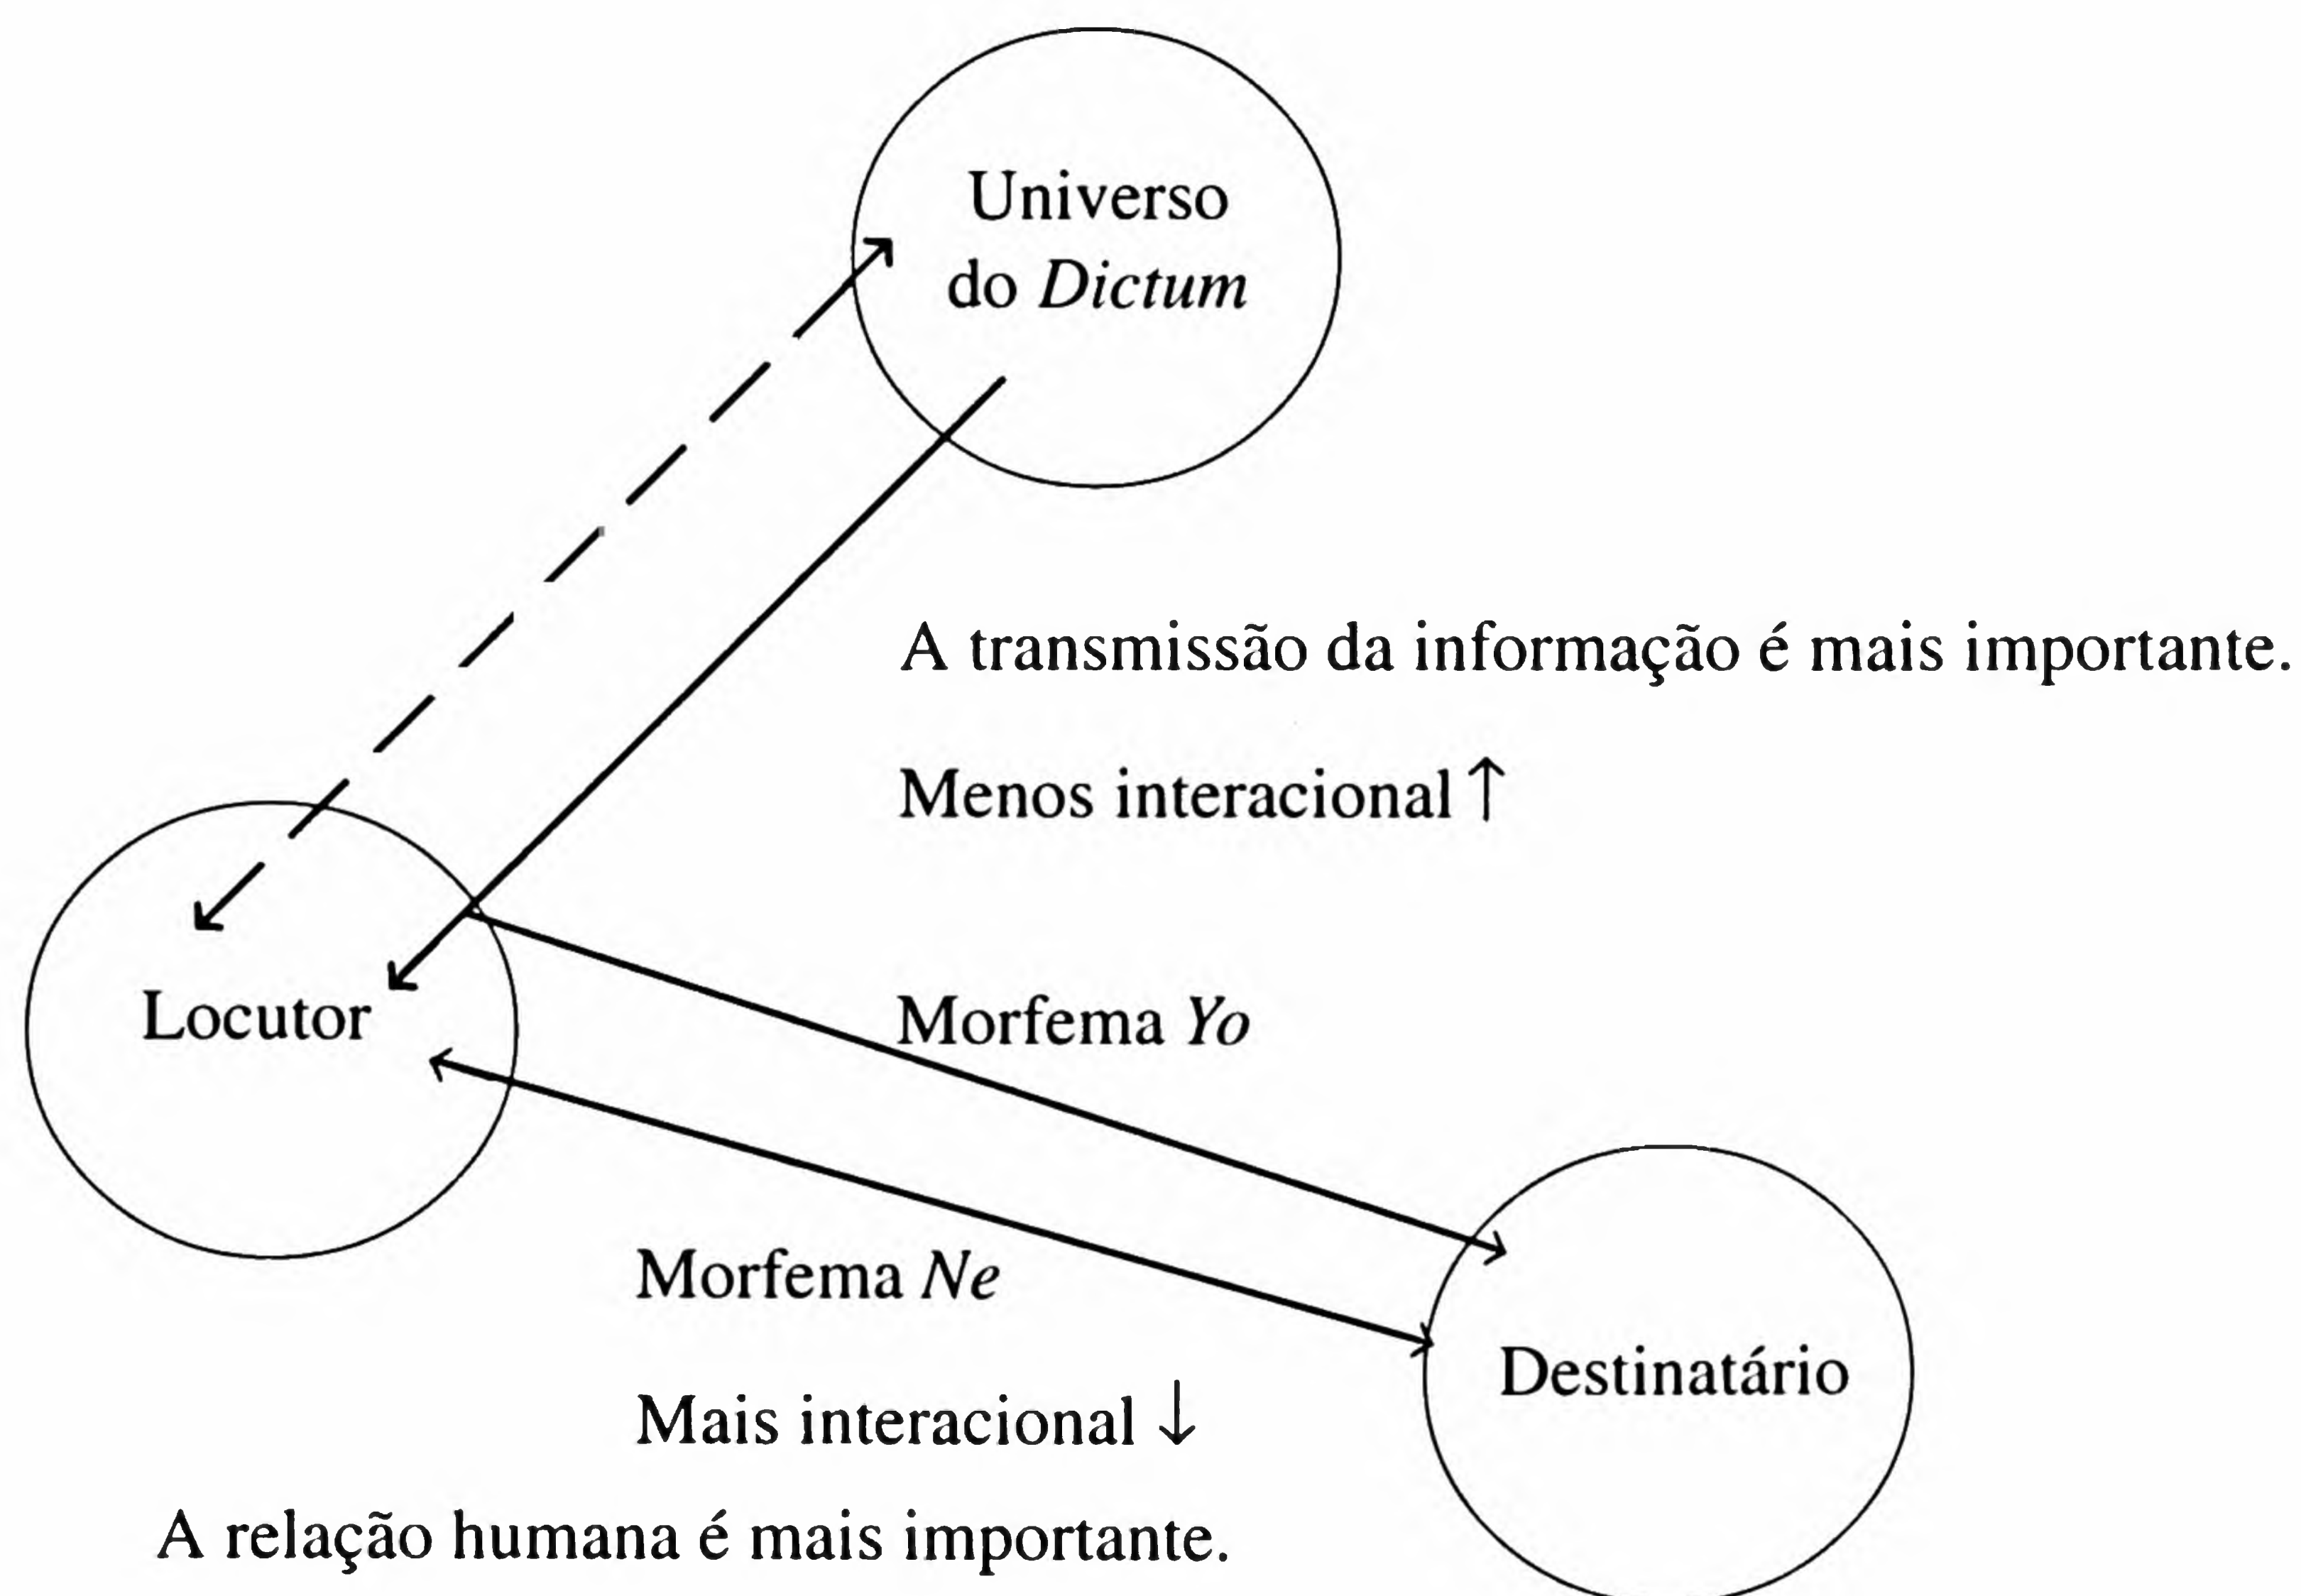 Universo
do Dictum
A transmissão da informação é mais importante.
Menos interacional ↑
Locutor
Morfema Yo
Morfema Ne
Destinatário
Mais interacional ↓
A relação humana é mais importante.